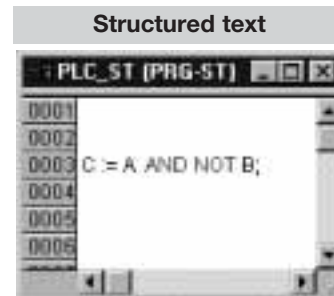 Structured text
PLC_ST (PRG-ST)
0001
0002
0003 C := A AND NOT B;
0004
0005
0006